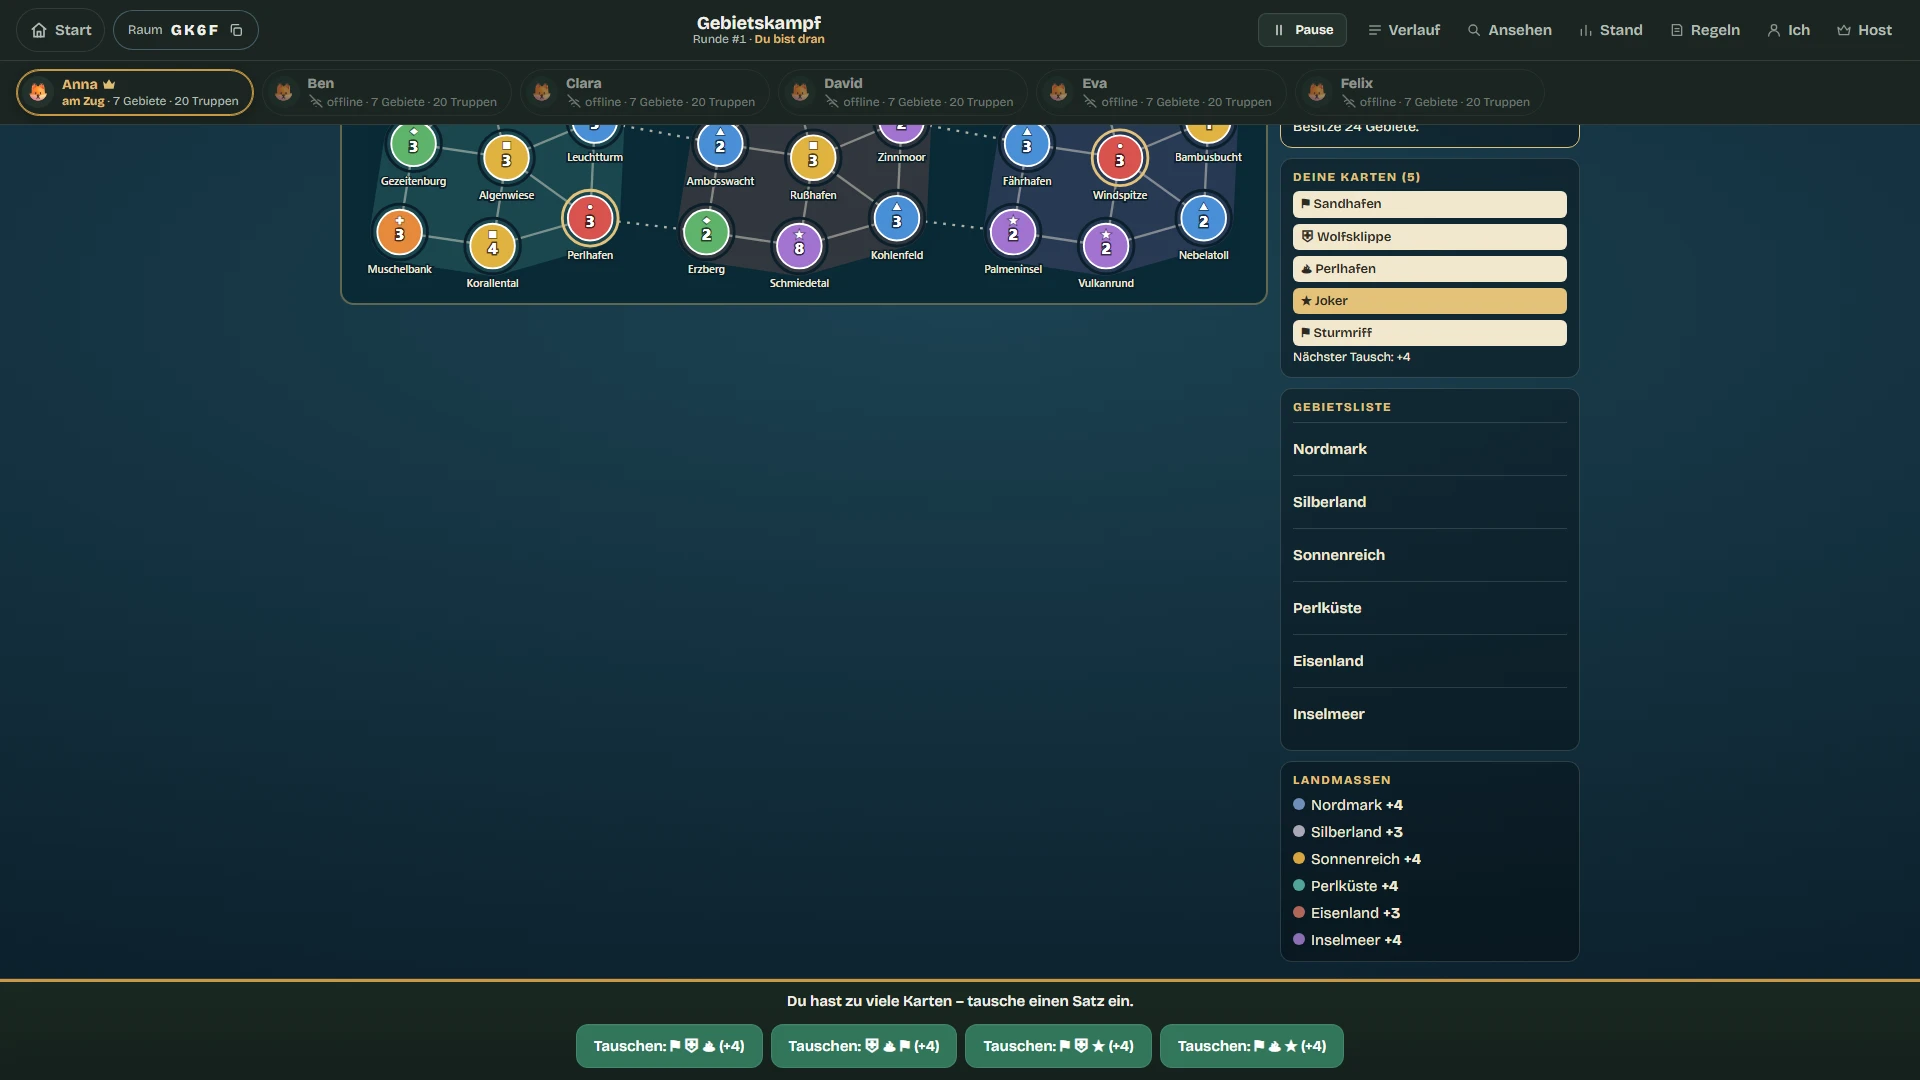 Start
Raum GK6F
Gebietskampf
Runde #1 · Du bist dran
Pause
Verlauf
Ansehen
Stand
Regeln
Ich
Host
Anna
am Zug · 7 Gebiete · 20 Truppen
Ben
offline · 7 Gebiete · 20 Truppen
Clara
offline · 7 Gebiete · 20 Truppen
David
offline · 7 Gebiete · 20 Truppen
Eva
offline · 7 Gebiete · 20 Truppen
Felix
offline · 7 Gebiete · 20 Truppen
3
3
2
3
3
3
Leuchtturm
Zinnmoor
Bambusbucht
Gezeitenburg
Algenwiese
Ambosswacht
Rußhafen
Fährhafen
Windspitze
3
4
3
2
8
3
2
2
2
Muschelbank
Korallental
Perlhafen
Erzberg
Schmiedetal
Kohlenfeld
Palmeninsel
Vulkanrund
Nebelatoll
Besitze 24 Gebiete.
DEINE KARTEN (5)
Sandhafen
Wolfsklippe
Perlhafen
Joker
Sturmriff
Nächster Tausch: +4
GEBIETSLISTE
Nordmark
Silberland
Sonnenreich
Perlküste
Eisenland
Inselmeer
LANDMASSEN
Nordmark +4
Silberland +3
Sonnenreich +4
Perlküste +4
Eisenland +3
Inselmeer +4
Du hast zu viele Karten – tausche einen Satz ein.
Tauschen: (+4)
Tauschen: (+4)
Tauschen: (+4)
Tauschen: (+4)